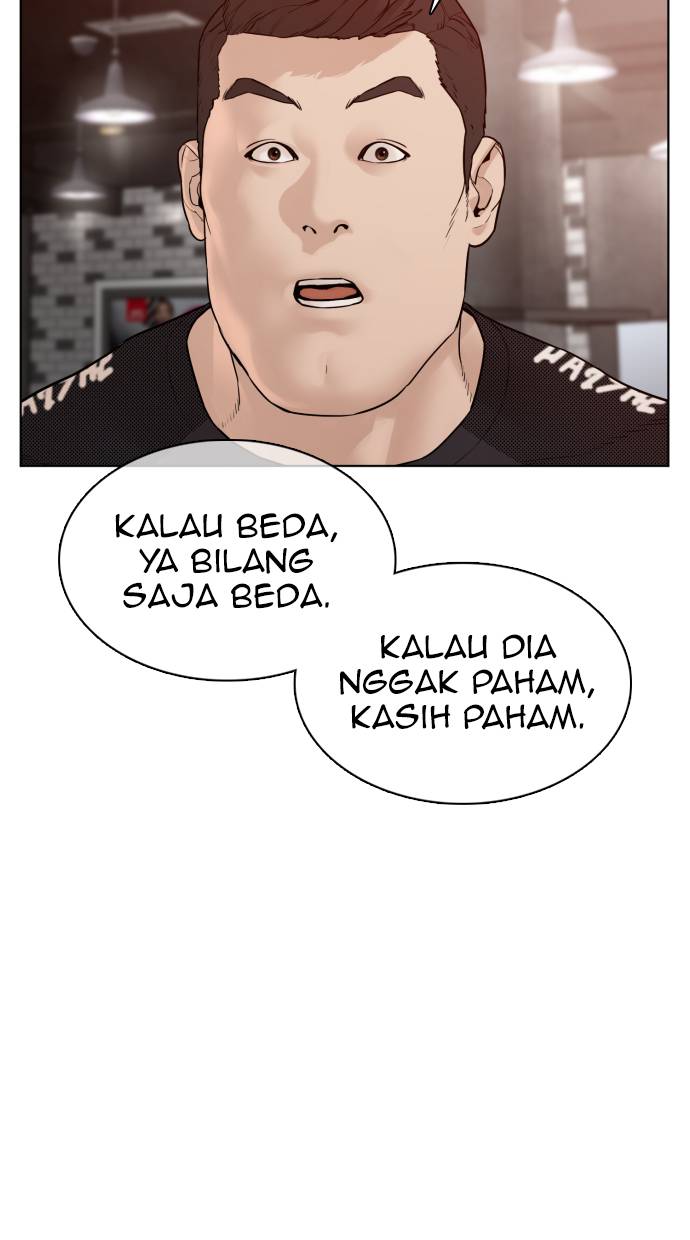 KALAU BEDA,
YA BILANG
SAJA BEDA.
KALAU DIA
NGGAK PAHAM,
KASIH PAHAM.